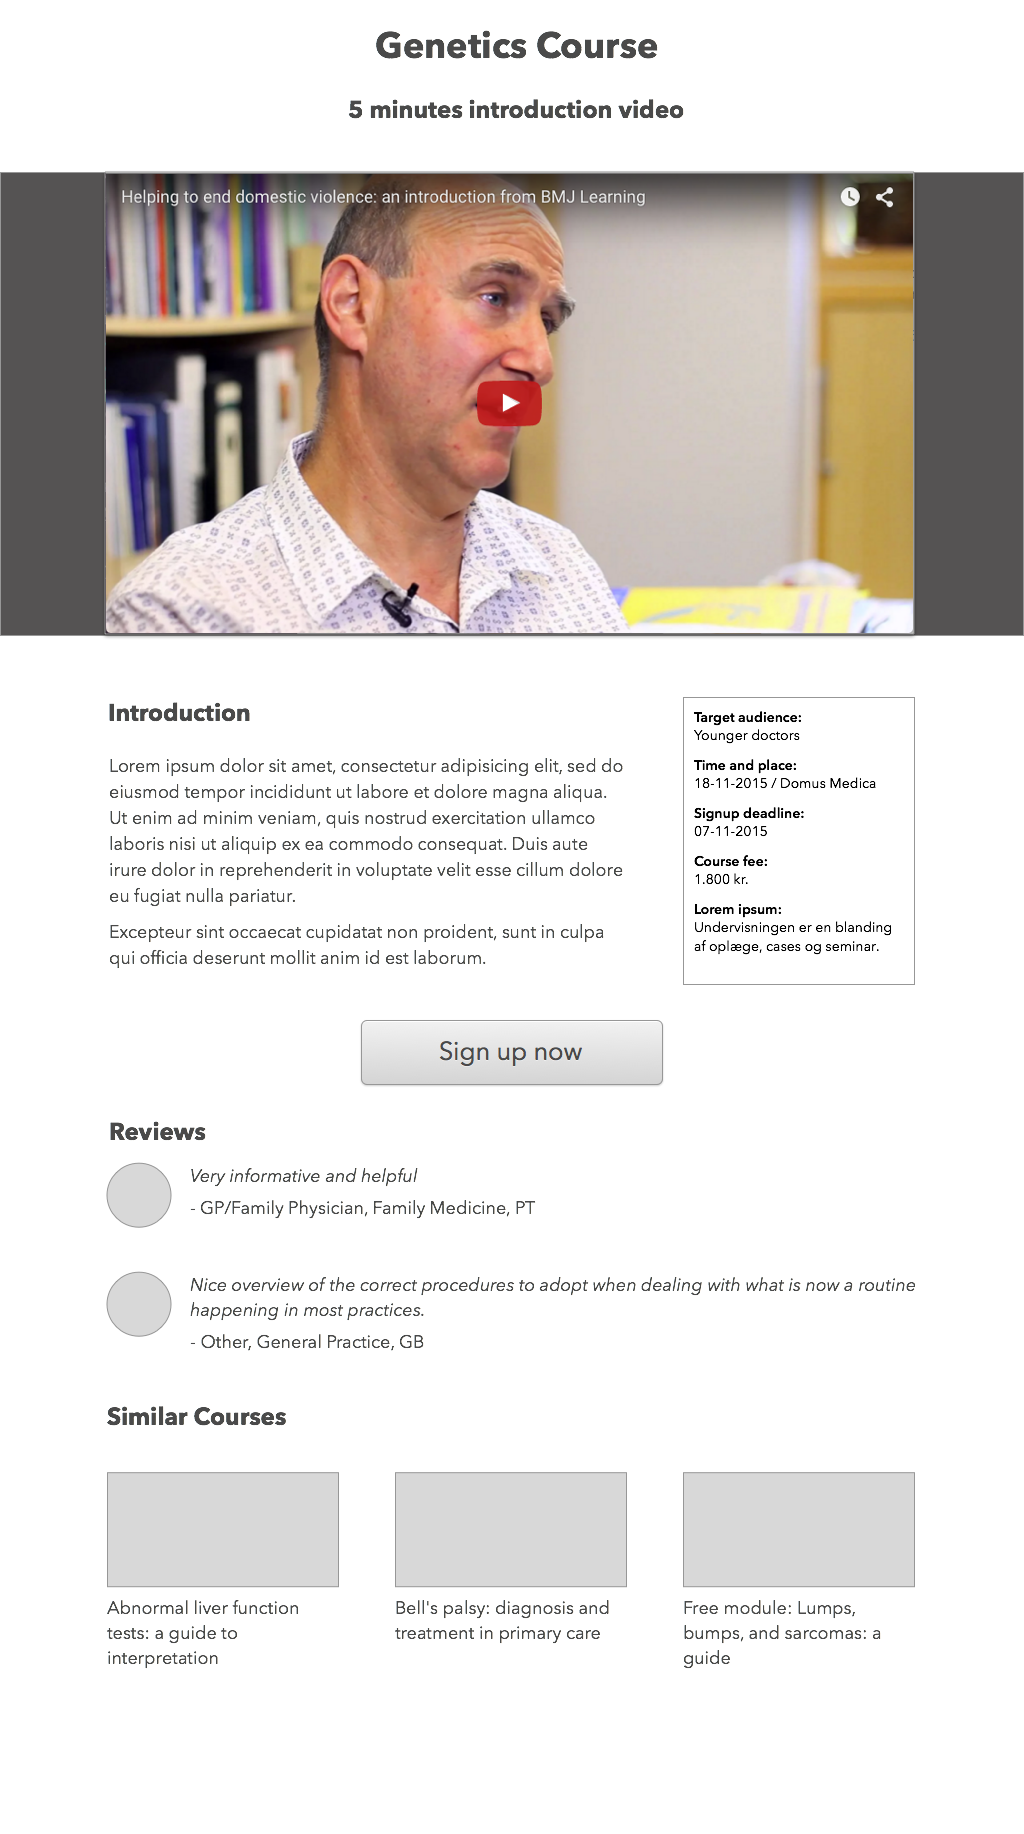 Genetics Course
5 minutes introduction video
Helping to end domestic violence: an introduction from BMJ Learning
Introduction
Lorem ipsum dolor sit amet, consectetur adipisicing elit, sed do
eiusmod tempor incididunt ut labore et dolore magna aliqua.
Ut enim ad minim veniam, quis nostrud exercitation ullamco
laboris nisi ut aliquip ex ea commodo consequat. Duis aute
irure dolor in reprehenderit in voluptate velit esse cillum dolore
eu fugiat nulla pariatur.
Excepteur sint occaecat cupidatat non proident, sunt in culpa
qui officia deserunt mollit anim id est laborum.
Target audience:
Younger doctors
Time and place:
18-11-2015 / Domus Medica
Signup deadline:
07-11-2015
Course fee:
1.800 kr.
Lorem ipsum:
Undervisningen er en blanding
af oplæge, cases og seminar.
Sign up now
Reviews
Very informative and helpful
- GP/Family Physician, Family Medicine, PT
Nice overview of the correct procedures to adopt when dealing with what is now a routine
happening in most practices.
- Other, General Practice, GB
Similar Courses
Abnormal liver function
tests: a guide to
interpretation
Bell's palsy: diagnosis and
treatment in primary care
Free module: Lumps,
bumps, and sarcomas: a
guide